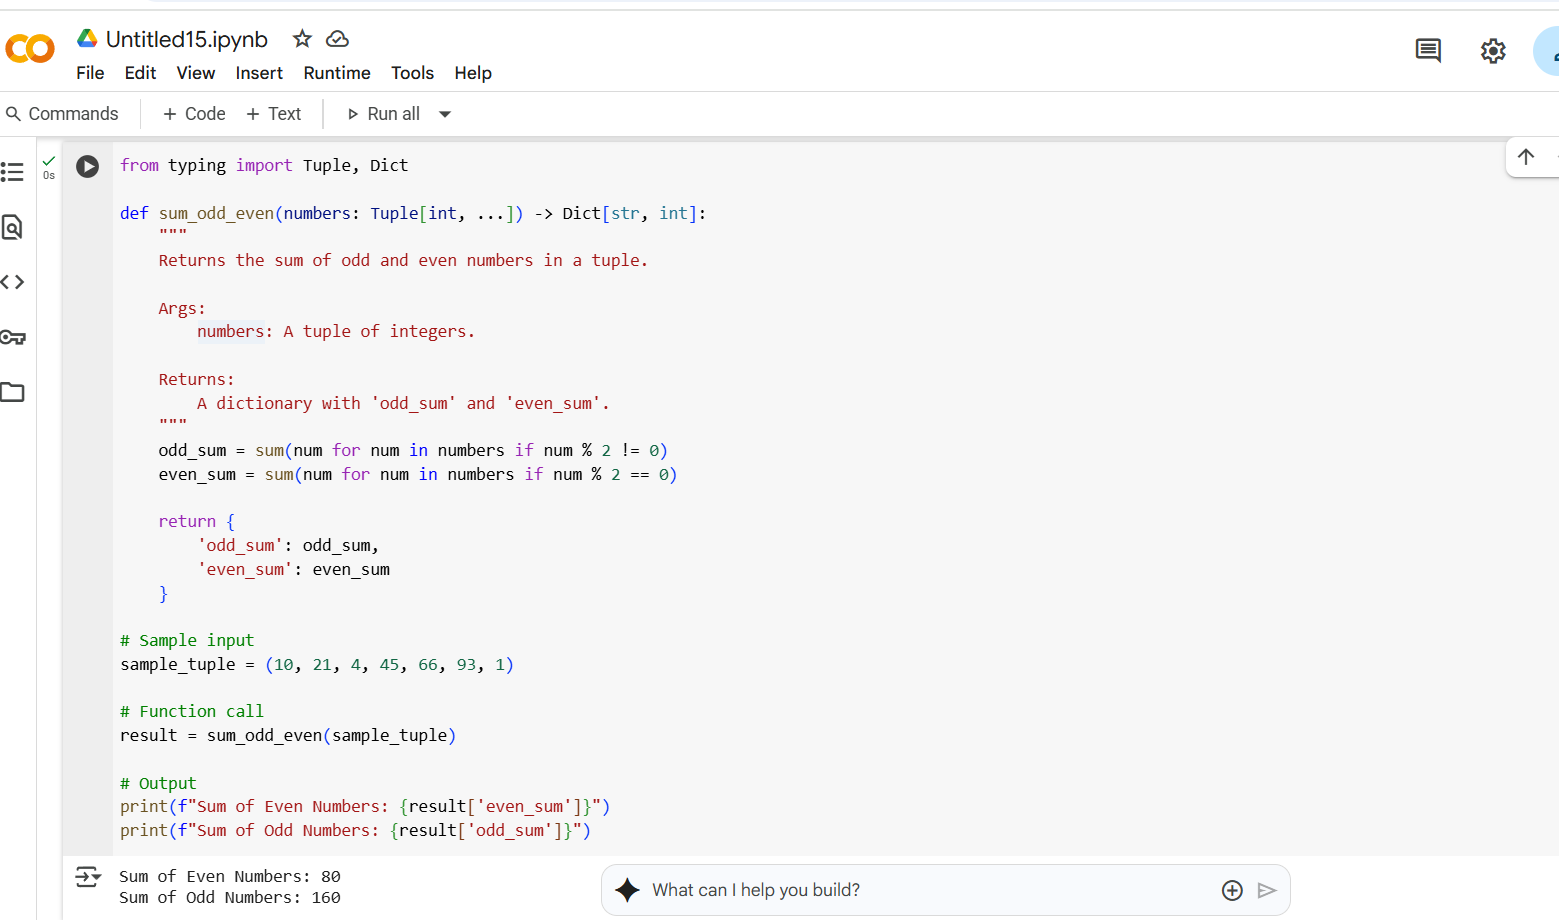 Untitled15.ipynb
File Edit View Insert Runtime Tools Help
Commands + Code + Text Run all
0s
from typing import Tuple, Dict
def sum_odd_even(numbers: Tuple[int, ...]) -> Dict[str, int]:
"""
Returns the sum of odd and even numbers in a tuple.
Args:
numbers: A tuple of integers.
Returns:
A dictionary with 'odd_sum' and 'even_sum'.
"""
odd_sum = sum(num for num in numbers if num % 2 != 0)
even_sum = sum(num for num in numbers if num % 2 == 0)
return {
'odd_sum': odd_sum,
'even_sum': even_sum
}
# Sample input
sample_tuple = (10, 21, 4, 45, 66, 93, 1)
# Function call
result = sum_odd_even(sample_tuple)
# Output
print(f"Sum of Even Numbers: {result['even_sum']}")
print(f"Sum of Odd Numbers: {result['odd_sum']}")
Sum of Even Numbers: 80
Sum of Odd Numbers: 160
What can I help you build?